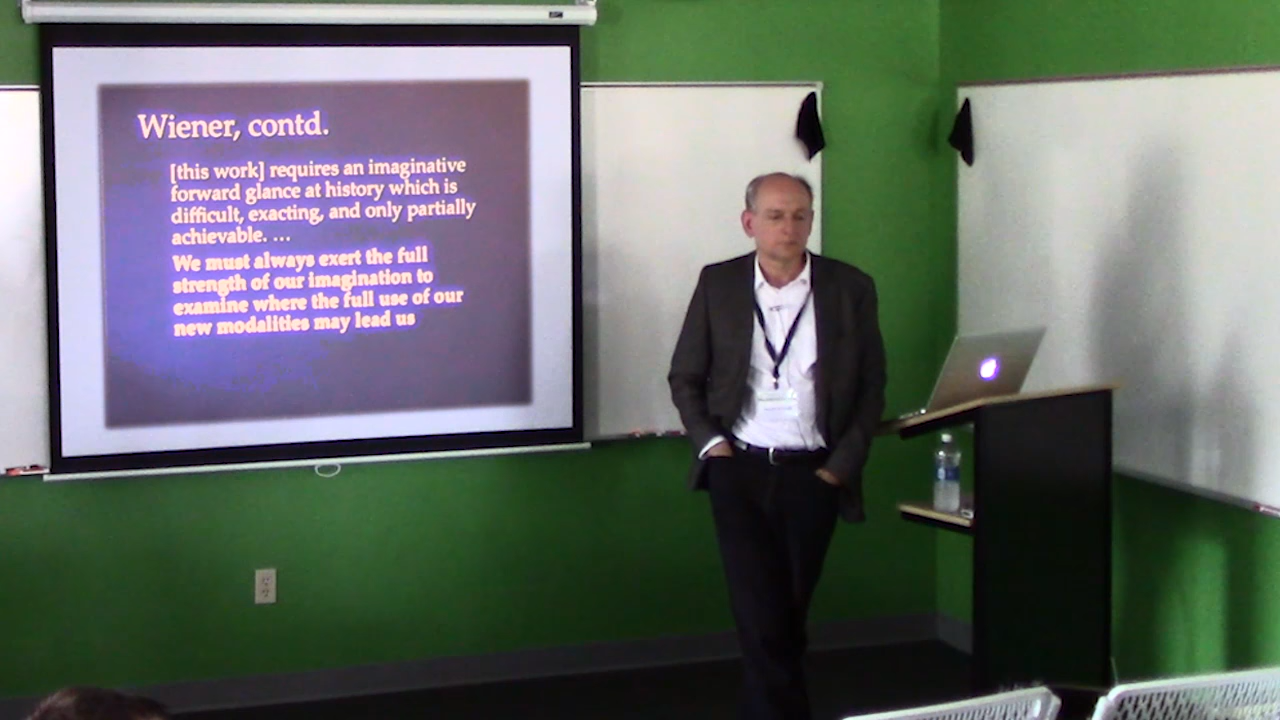 Wiener, contd.
[this work] requires an imaginative
forward glance at history which is
difficult, exacting, and only partially
achievable. ...
We must always exert the full
strength of our imagination to
examine where the full use of our
new modalities may lead us